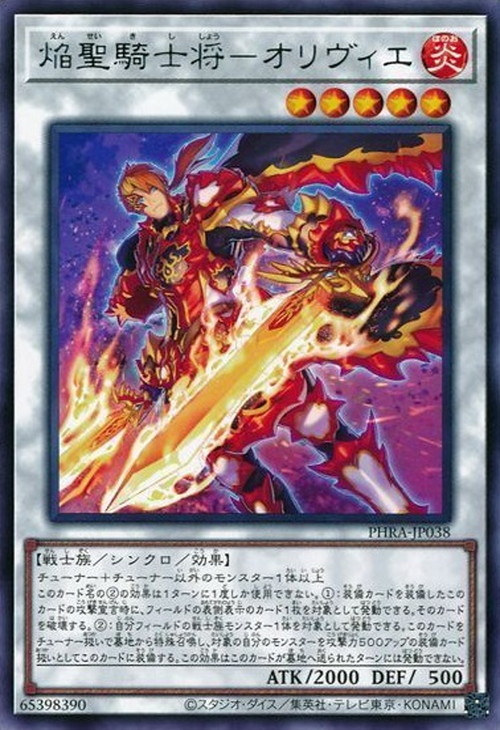 焔聖騎士将－オリヴィエ
炎
PHRA-JP038
【戦士族／シンクロ／効果】
チューナー＋チューナー以外のモンスター１体以上
このカード名の②の効果は１ターンに１度しか使用できない。①：装備カードを装備したこの
カードの攻撃宣言時に、フィールドの表側表示のカード１枚を対象として発動できる。そのカード
を破壊する。②：自分フィールドの戦士族モンスター１体を対象として発動できる。このカードを
チューナー扱いで墓地から特殊召喚し、対象の自分のモンスターを攻撃力５００アップの装備カード
扱いとしてこのカードに装備する。この効果はこのカードが墓地へ送られたターンには発動できない。
ATK/2000 DEF/ 500
65398390
©スタジオ・ダイス／集英社・テレビ東京・KONAMI